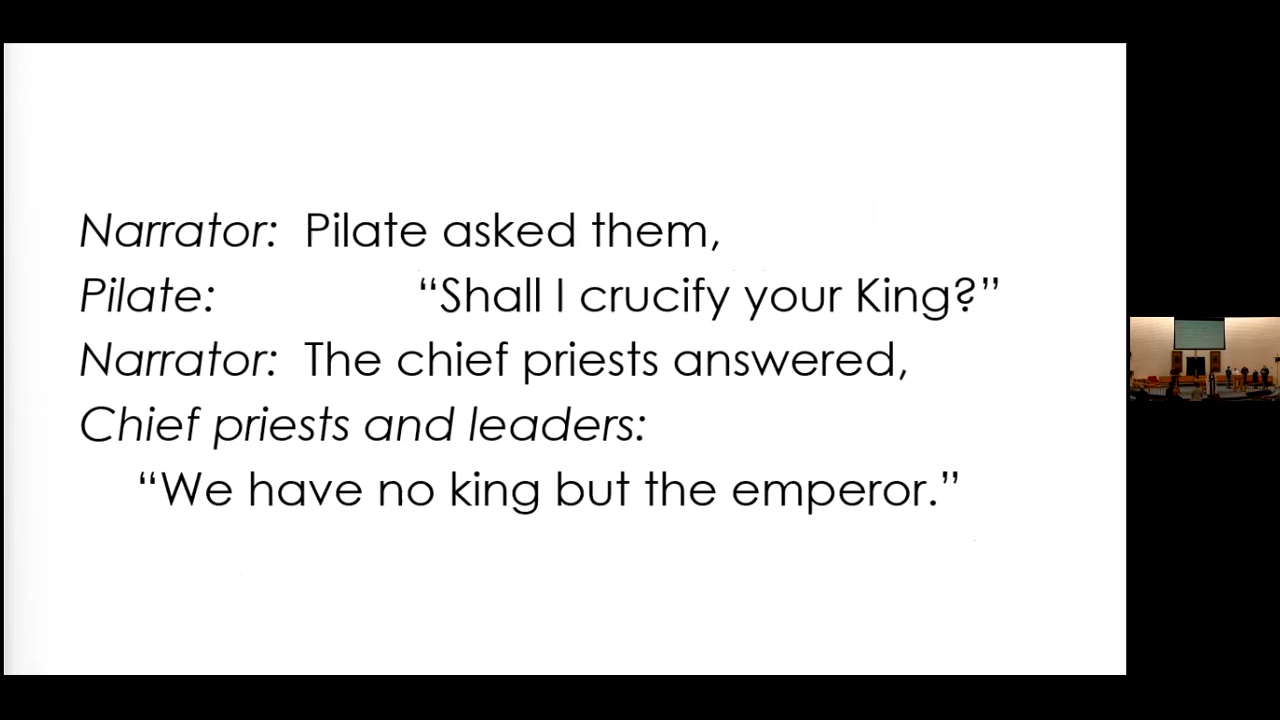 Narrator: Pilate asked them,
Pilate: “Shall I crucify your King?”
Narrator: The chief priests answered,
Chief priests and leaders:
“We have no king but the emperor.”